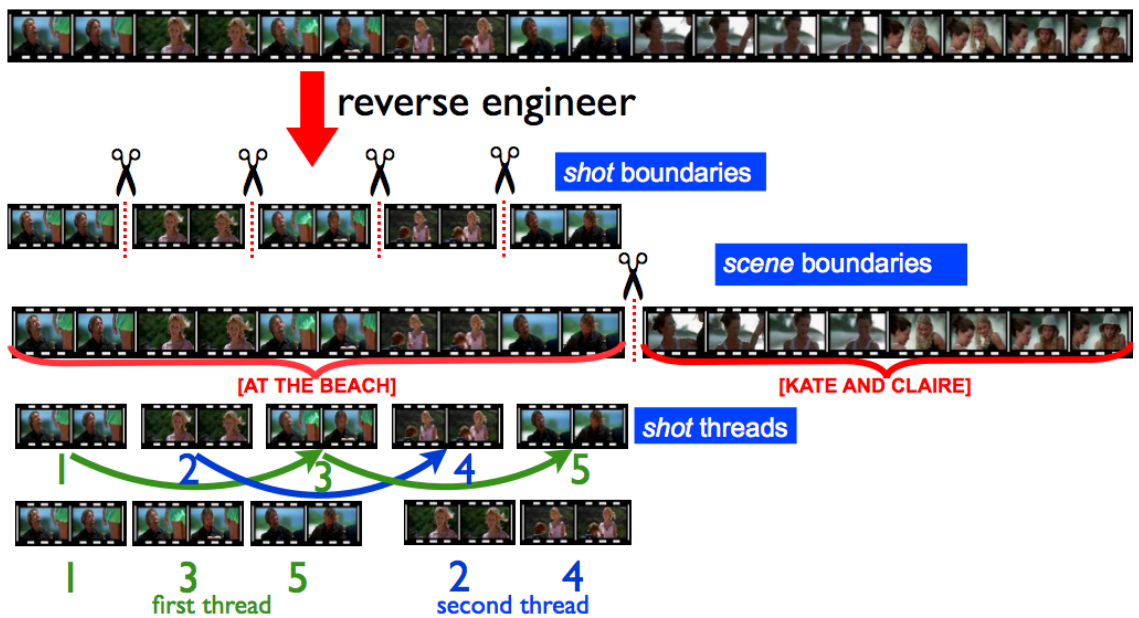 reverse engineer
shot boundaries
scene boundaries
[AT THE BEACH]
[KATE AND CLAIRE]
shot threads
1 2 3 4 5
1 3 5 2 4
first thread second thread